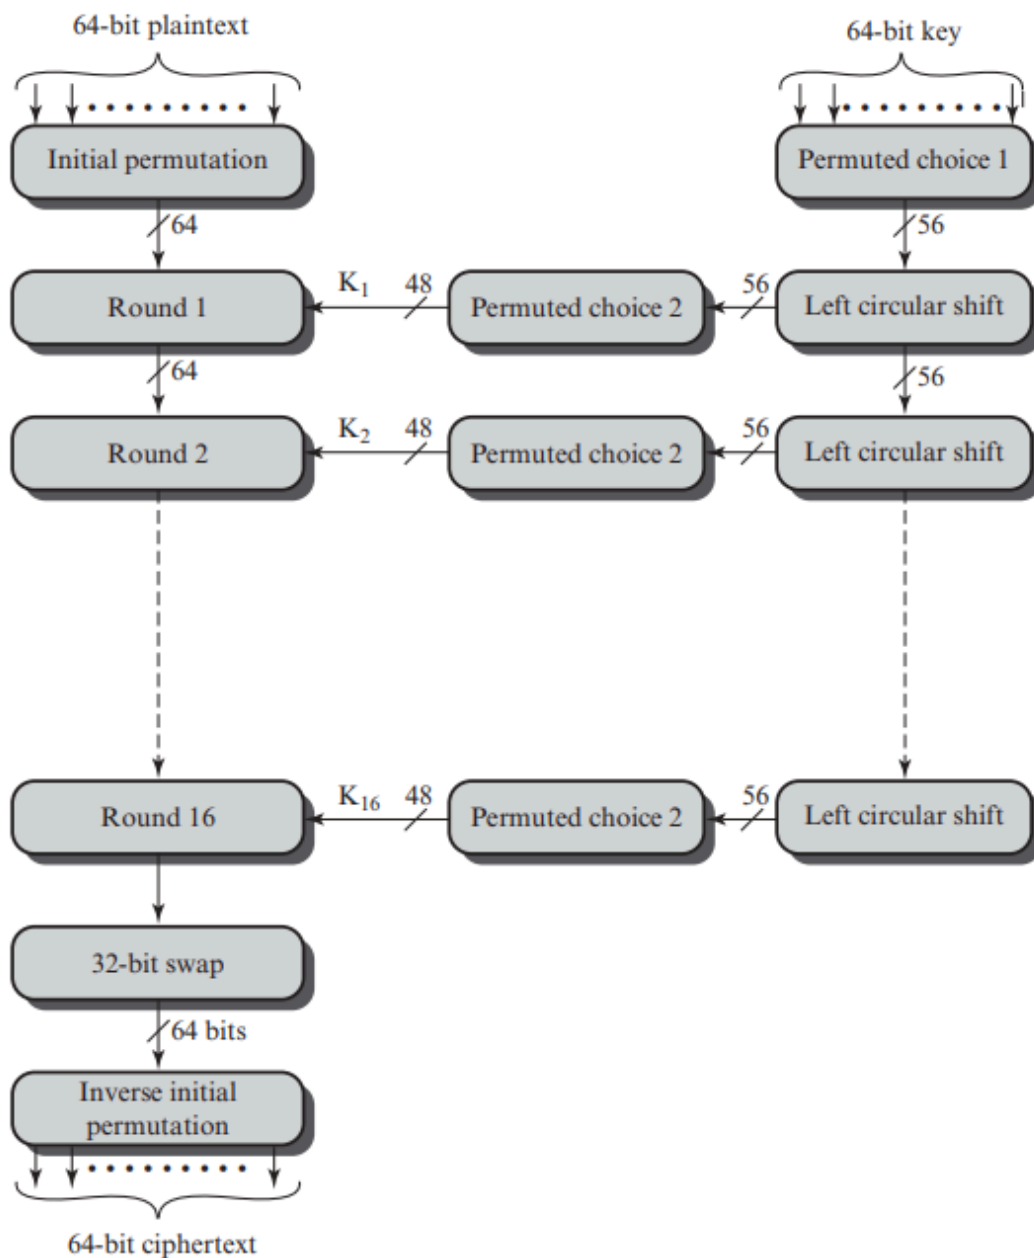 64-bit plaintext
64-bit key
Initial permutation
Permuted choice 1
64
56
K1
48
56
Round 1
Permuted choice 2
Left circular shift
64
56
K2
48
56
Round 2
Permuted choice 2
Left circular shift
K16
48
56
Round 16
Permuted choice 2
Left circular shift
32-bit swap
64 bits
Inverse initial
permutation
64-bit ciphertext